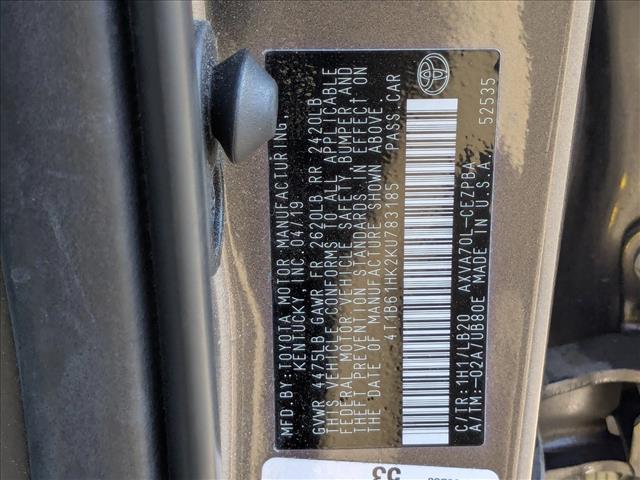 MFD.BY:TOYOTA MOTOR MANUFACTURING,
KENTUCKY, INC. 04/19
GVWR 4475LB GAWR FR 2620LB RR 2420LB
THIS VEHICLE CONFORMS TO ALL APPLICABLE
FEDERAL MOTOR VEHICLE SAFETY, BUMPER AND
THEFT PREVENTION STANDARDS IN EFFECT ON
THE DATE OF MANUFACTURE SHOWN ABOVE.
4T1B61HK2KU783185 PASS.CAR
C/TR:1H1/LB20 AXVA70L-CEZPBA
A/TM:-02A/UB80E MADE IN U.S.A. 52535
53